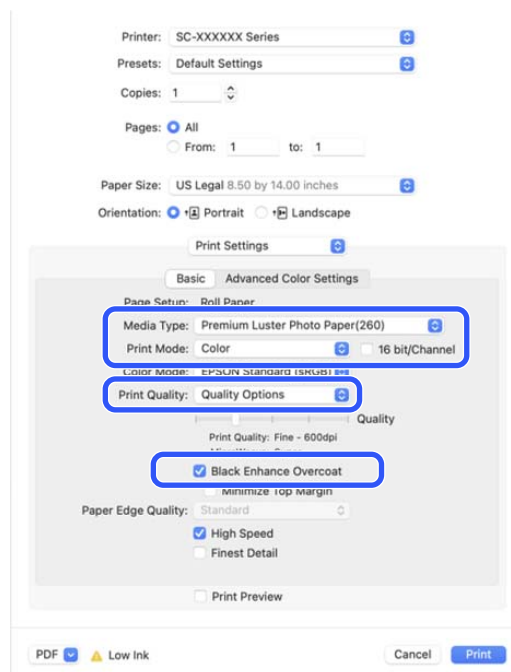 Printer: SC-XXXXXX Series
Presets: Default Settings
Copies: 1
Pages: All
From: 1 to: 1
Paper Size: US Legal 8.50 by 14.00 inches
Orientation: Portrait Landscape
Print Settings
Basic Advanced Color Settings
Page Setup: Roll Paper
Media Type: Premium Luster Photo Paper(260)
Print Mode: Color 16 bit/Channel
Color Mode: EPSON Standard (sRGB)
Print Quality: Quality Options
Quality
Print Quality: Fine - 600dpi
Black Enhance Overcoat
Minimize Top Margin
Paper Edge Quality: Standard
High Speed
Finest Detail
Print Preview
PDF Low Ink Cancel Print